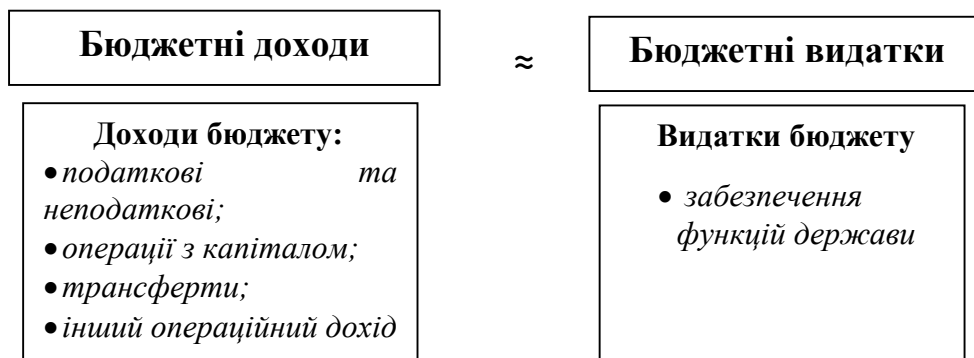 Бюджетні доходи
≈
Бюджетні видатки
Доходи бюджету:
•податкові та
неподаткові;
•операції з капіталом;
•трансферти;
•інший операційний дохід
Видатки бюджету
• забезпечення
функцій держави